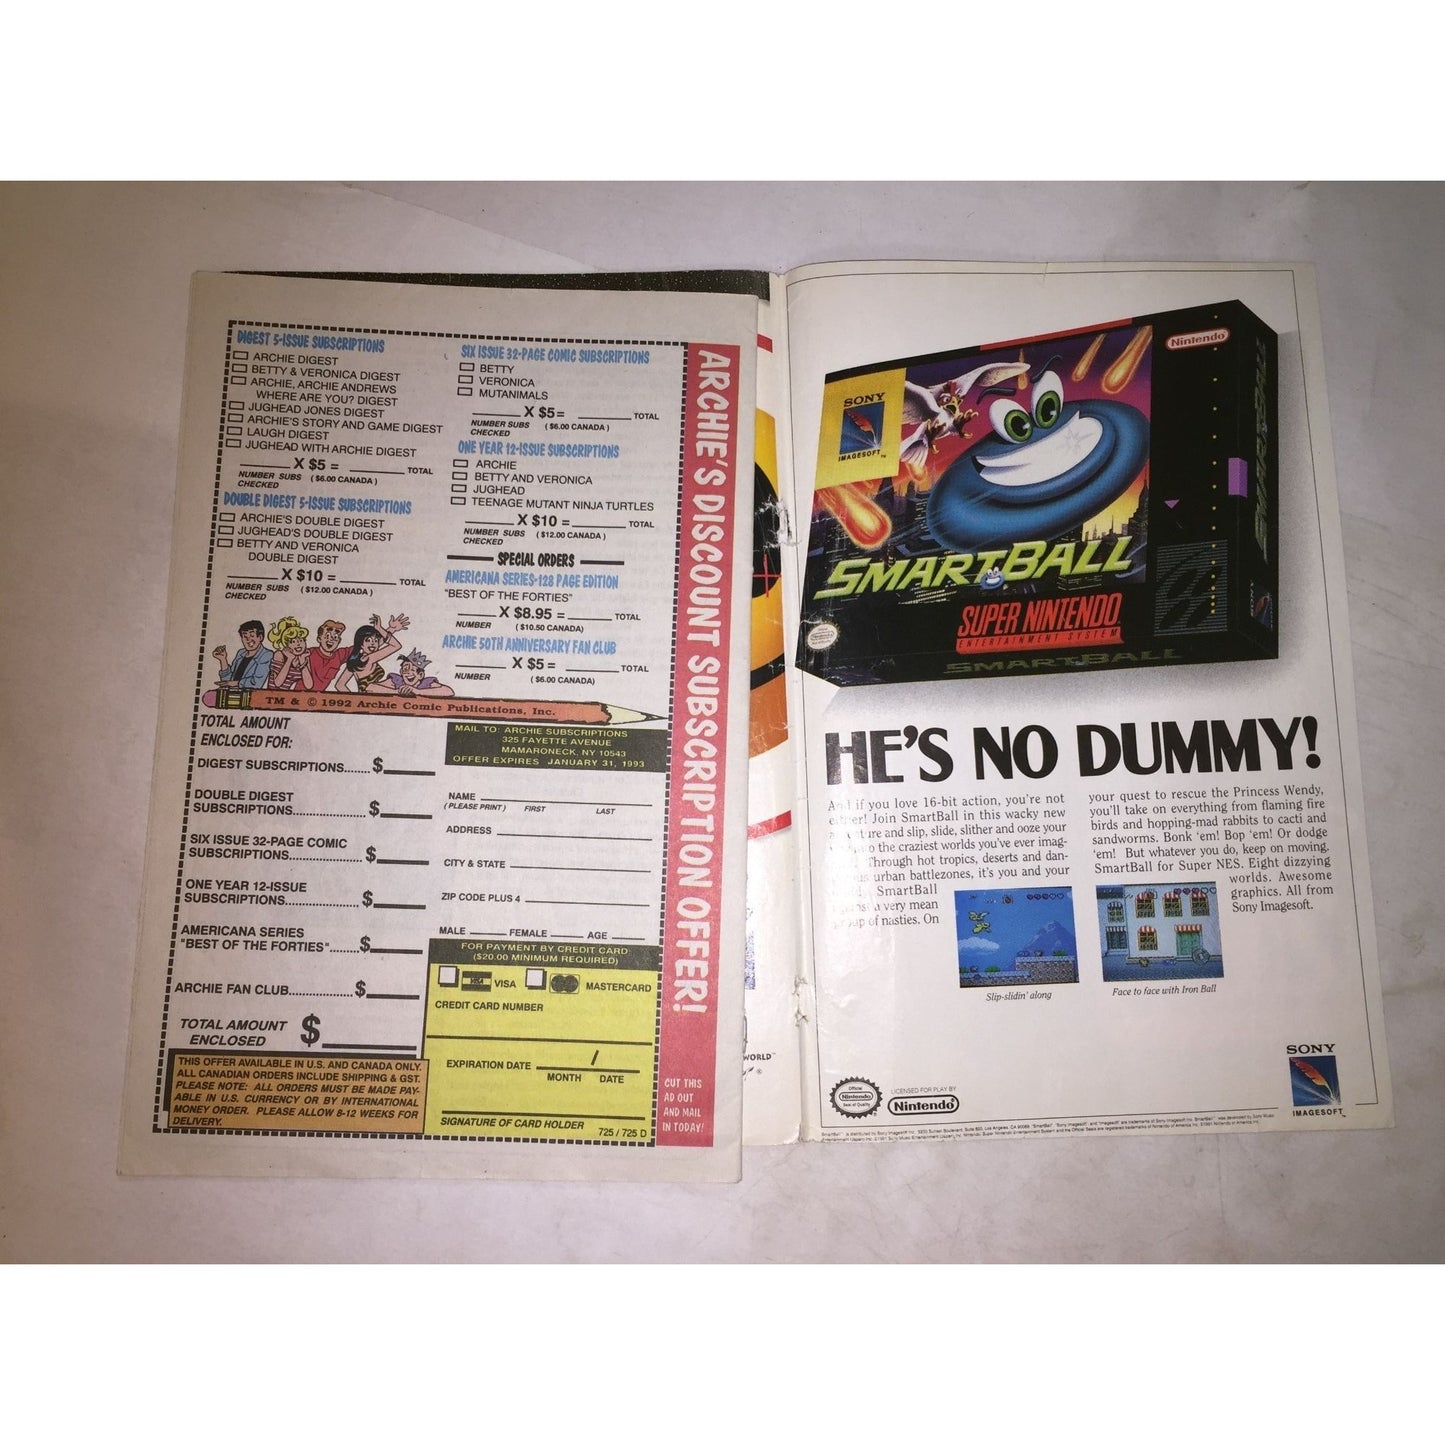 DIGEST 5-ISSUE SUBSCRIPTIONS
ARCHIE DIGEST
BETTY & VERONICA DIGEST
ARCHIE, ARCHIE ANDREWS
WHERE ARE YOU? DIGEST
JUGHEAD JONES DIGEST
ARCHIE'S STORY AND GAME DIGEST
LAUGH DIGEST
JUGHEAD WITH ARCHIE DIGEST
X $5 = TOTAL
NUMBER SUBS ($6.00 CANADA)
CHECKED
DOUBLE DIGEST 5-ISSUE SUBSCRIPTIONS
ARCHIE'S DOUBLE DIGEST
JUGHEAD'S DOUBLE DIGEST
BETTY AND VERONICA
DOUBLE DIGEST
X $10 = TOTAL
NUMBER SUBS ($12.00 CANADA)
CHECKED
SIX ISSUE 32-PAGE COMIC SUBSCRIPTIONS
BETTY
VERONICA
MUTANIMALS
X $5= TOTAL
NUMBER SUBS ($6.00 CANADA)
CHECKED
ONE YEAR 12-ISSUE SUBSCRIPTIONS
ARCHIE
BETTY AND VERONICA
JUGHEAD
TEENAGE MUTANT NINJA TURTLES
X $10 = TOTAL
NUMBER SUBS ($12.00 CANADA)
CHECKED
SPECIAL ORDERS
AMERICANA SERIES-128 PAGE EDITION
"BEST OF THE FORTIES"
X $8.95 = TOTAL
NUMBER ($10.50 CANADA)
ARCHIE 50TH ANNIVERSARY FAN CLUB
X $5 = TOTAL
NUMBER ($6.00 CANADA)
TM & © 1992 Archie Comic Publications, Inc.
TOTAL AMOUNT
ENCLOSED FOR:
DIGEST SUBSCRIPTIONS....... $
DOUBLE DIGEST
SUBSCRIPTIONS................... $
SIX ISSUE 32-PAGE COMIC
SUBSCRIPTIONS................... $
ONE YEAR 12-ISSUE
SUBSCRIPTIONS................... $
AMERICANA SERIES
"BEST OF THE FORTIES"....... $
ARCHIE FAN CLUB................ $
TOTAL AMOUNT
ENCLOSED $
THIS OFFER AVAILABLE IN U.S. AND CANADA ONLY.
ALL CANADIAN ORDERS INCLUDE SHIPPING & GST.
PLEASE NOTE: ALL ORDERS MUST BE MADE PAY-
ABLE IN U.S. CURRENCY OR BY INTERNATIONAL
MONEY ORDER. PLEASE ALLOW 8-12 WEEKS FOR
DELIVERY.
MAIL TO: ARCHIE SUBSCRIPTIONS
325 FAYETTE AVENUE
MAMARONECK, NY 10543
OFFER EXPIRES JANUARY 31, 1993
NAME
(PLEASE PRINT) FIRST LAST
ADDRESS
CITY & STATE
ZIP CODE PLUS 4
MALE FEMALE AGE
FOR PAYMENT BY CREDIT CARD
($20.00 MINIMUM REQUIRED)
VISA VISA MASTERCARD
CREDIT CARD NUMBER
EXPIRATION DATE /
MONTH DATE
SIGNATURE OF CARD HOLDER 725 / 725 D
ARCHIE'S DISCOUNT SUBSCRIPTION OFFER!
CUT THIS
AD OUT
AND MAIL
IN TODAY!
WORLD™
SONY
IMAGESOFT™
Nintendo
SMARTBALL
SUPER NINTENDO
ENTERTAINMENT SYSTEM
SMARTBALL
SMARTBALL
SMARTBALL
HE'S NO DUMMY!
And if you love 16-bit action, you're not
either! Join SmartBall in this wacky new
and slip, slide, slither and ooze your
the craziest worlds you've ever imag-
Through hot tropics, deserts and dan-
urban battlezones, it's you and your
SmartBall
a very mean
of nasties. On
your quest to rescue the Princess Wendy,
you'll take on everything from flaming fire
birds and hopping-mad rabbits to cacti and
sandworms. Bonk 'em! Bop 'em! Or dodge
'em! But whatever you do, keep on moving.
SmartBall for Super NES. Eight dizzying
worlds. Awesome
graphics. All from
Sony Imagesoft.
Slip-slidin' along
Face to face with Iron Ball
Official
Nintendo
Seal of Quality
LICENSED FOR PLAY BY
Nintendo
SONY
IMAGESOFT™